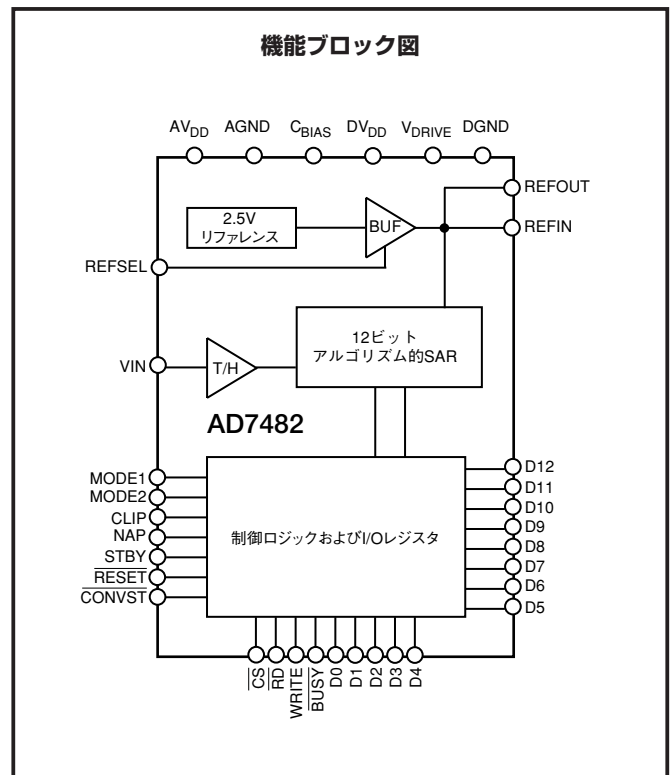 機能ブロック図
AVDD AGND CBIAS DVDD VDRIVE DGND
REFOUT
2.5V
リファレンス
BUF
REFIN
REFSEL
12ビット
アルゴリズム的SAR
VIN
T/H
AD7482
MODE1
MODE2
CLIP
NAP
STBY
RESET
CONVST
制御ロジックおよびI/Oレジスタ
D12
D11
D10
D9
D8
D7
D6
D5
CS
RD
WRITE
BUSY
D0
D1
D2
D3
D4